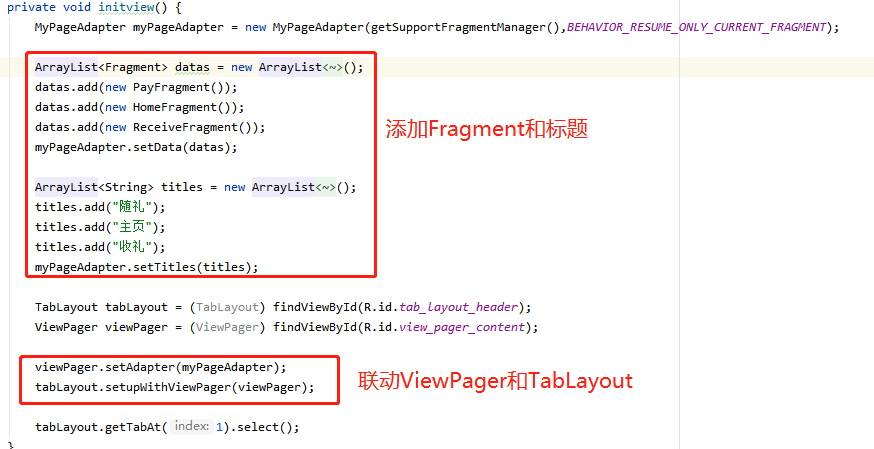 private void initview() {
MyPageAdapter myPageAdapter = new MyPageAdapter(getSupportFragmentManager(),BEHAVIOR_RESUME_ONLY_CURRENT_FRAGMENT);
ArrayList<Fragment> datas = new ArrayList<~>();
datas.add(new PayFragment());
datas.add(new HomeFragment());
datas.add(new ReceiveFragment());
添加Fragment和标题
myPageAdapter.setData(datas);
ArrayList<String> titles = new ArrayList<~>();
titles.add("随礼");
titles.add("主页");
titles.add("收礼");
myPageAdapter.setTitles(titles);
TabLayout tabLayout = (TabLayout) findViewById(R.id.tab_layout_header);
ViewPager viewPager = (ViewPager) findViewById(R.id.view_pager_content);
viewPager.setAdapter(myPageAdapter);
联动ViewPager和TabLayout
tabLayout.setupWithViewPager(viewPager);
tabLayout.getTabAt( index: 1).select();
}